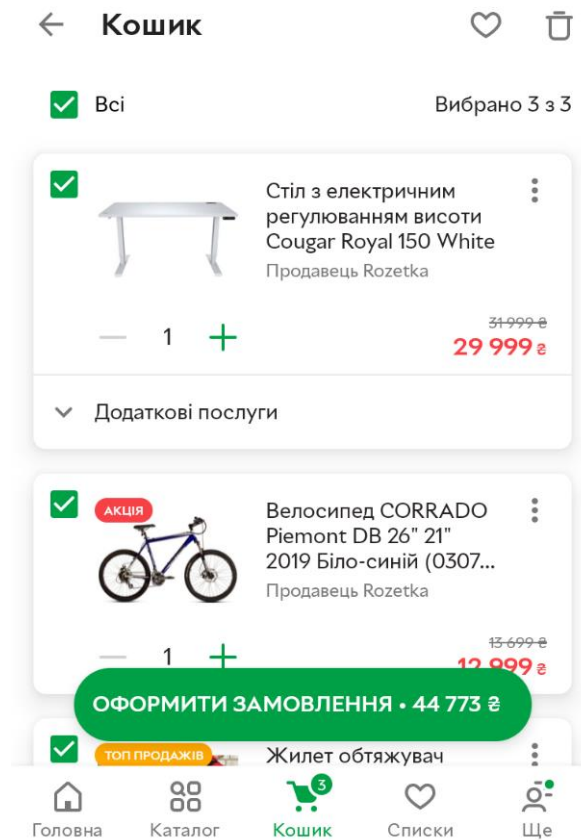 Кошик
Всі
Вибрано 3 з 3
Стіл з електричним
регулюванням висоти
Cougar Royal 150 White
Продавець Rozetka
31 999 ₴
1
29 999 ₴
Додаткові послуги
АКЦІЯ
Велосипед CORRADO
Piemont DB 26" 21"
2019 Біло-синій (0307...
Продавець Rozetka
13 699 ₴
1
12 999 ₴
ОФОРМИТИ ЗАМОВЛЕННЯ • 44 773 ₴
ТОП ПРОДАЖІВ
Жилет обтяжувач
3
Головна
Каталог
Кошик
Списки
Ще